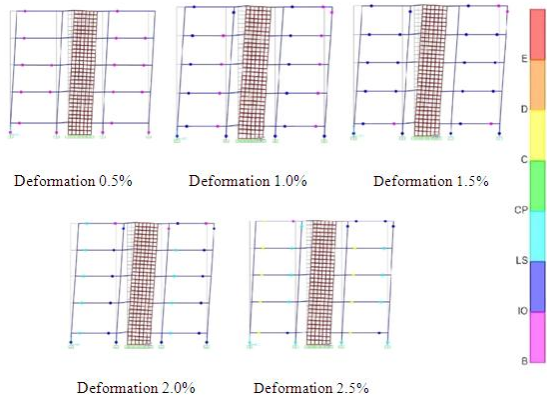 Deformation 0.5%
Deformation 1.0%
Deformation 1.5%
Deformation 2.0%
Deformation 2.5%
E
D
C
CP
LS
IO
B